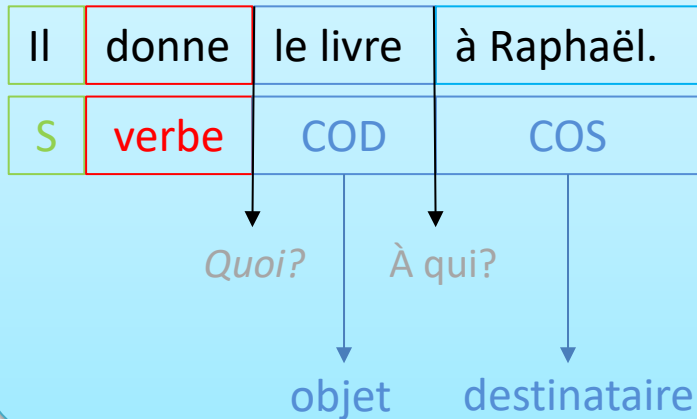 Il donne le livre à Raphaël.
S verbe COD COS
Quoi? À qui?
objet destinataire